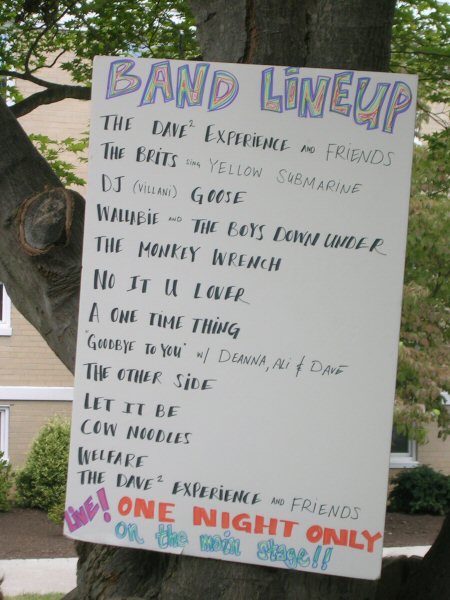 BAND LINEUP
THE DAVE² EXPERIENCE AND FRIENDS
THE BRITS SING YELLOW SUBMARINE
DJ (VILLANI) GOOSE
WALLABIE AND THE BOYS DOWN UNDER
THE MONKEY WRENCH
NO IT U LOVER
A ONE TIME THING
"GOODBYE TO YOU" W/ DEANNA, ALI & DAVE
THE OTHER SIDE
LET IT BE
COW NOODLES
WELFARE
THE DAVE² EXPERIENCE AND FRIENDS
LIVE! ONE NIGHT ONLY
on the main stage!!